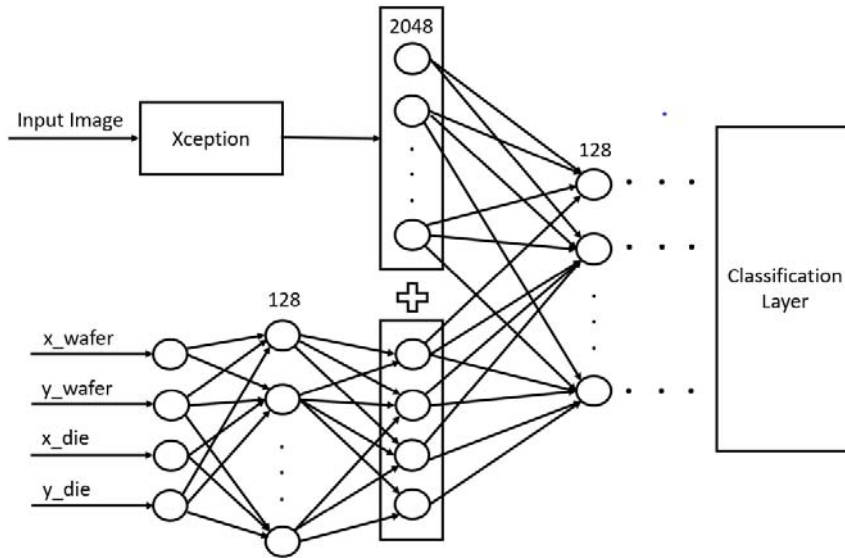 2048
Input Image
Xception
128
128
x_wafer
y_wafer
x_die
y_die
Classification
Layer